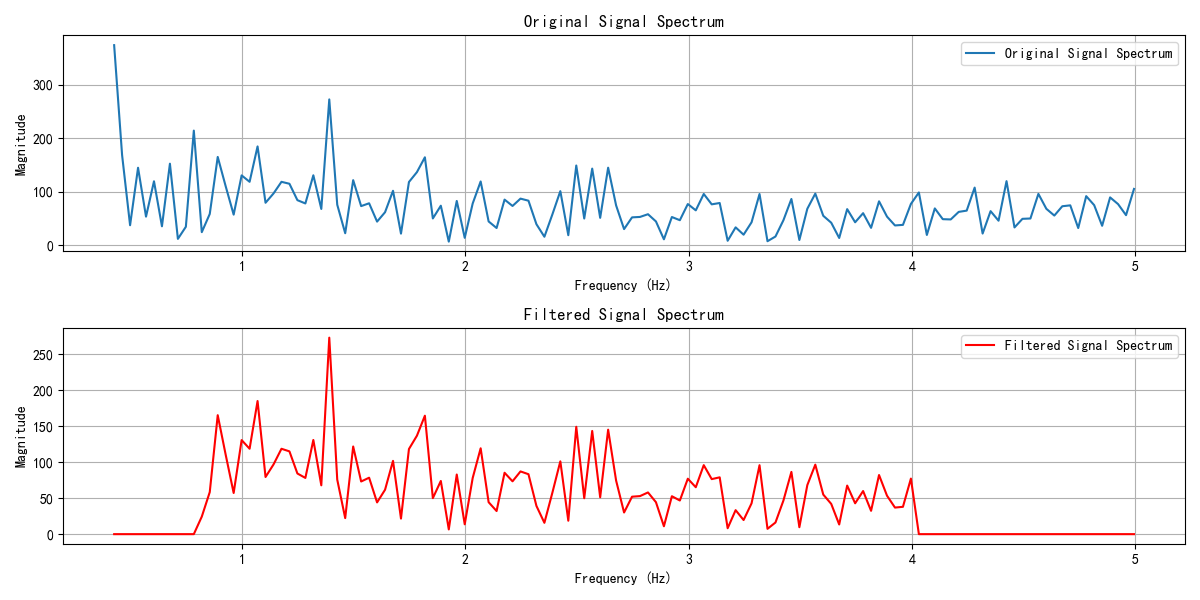 Original Signal Spectrum
Original Signal Spectrum
Magnitude
300
200
100
0
1 2 3 4 5
Frequency (Hz)
Filtered Signal Spectrum
Filtered Signal Spectrum
Magnitude
250
200
150
100
50
0
1 2 3 4 5
Frequency (Hz)